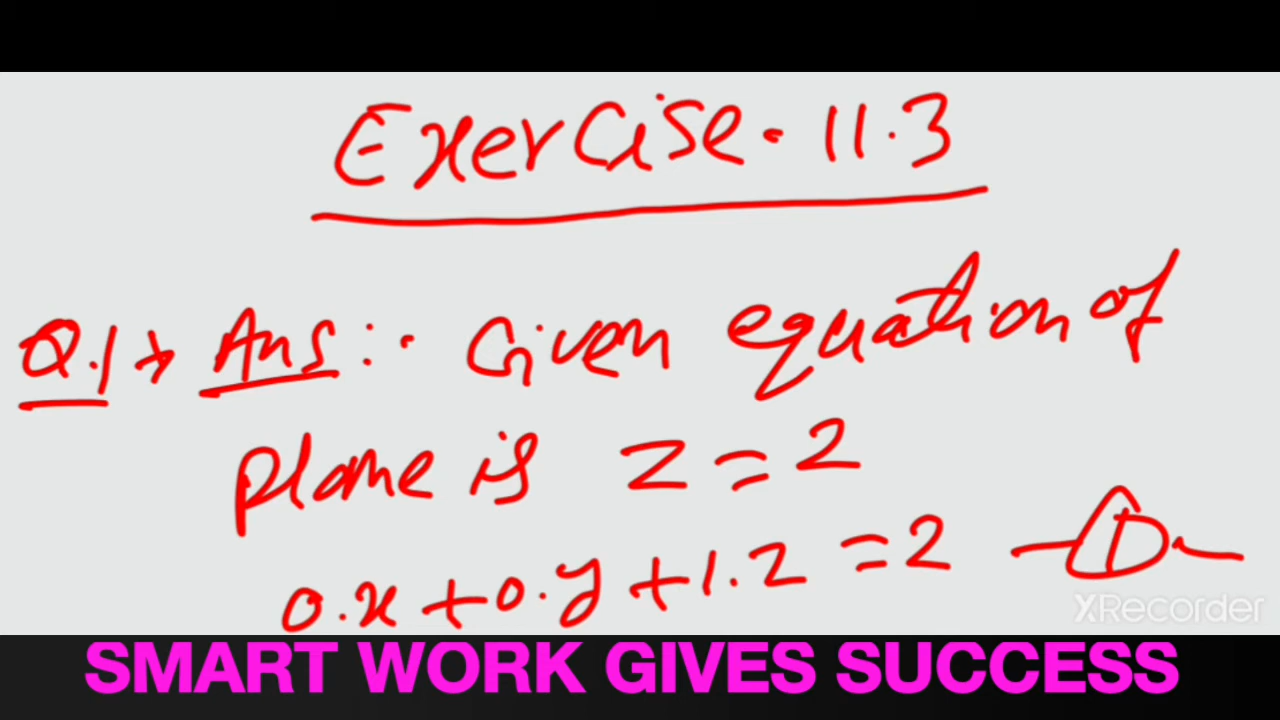 Exercise. 11.3
Q.1→ Ans:- Given equation of
plane is z = 2
0.x + 0.y + 1.z = 2 —①—
XRecorder
SMART WORK GIVES SUCCESS